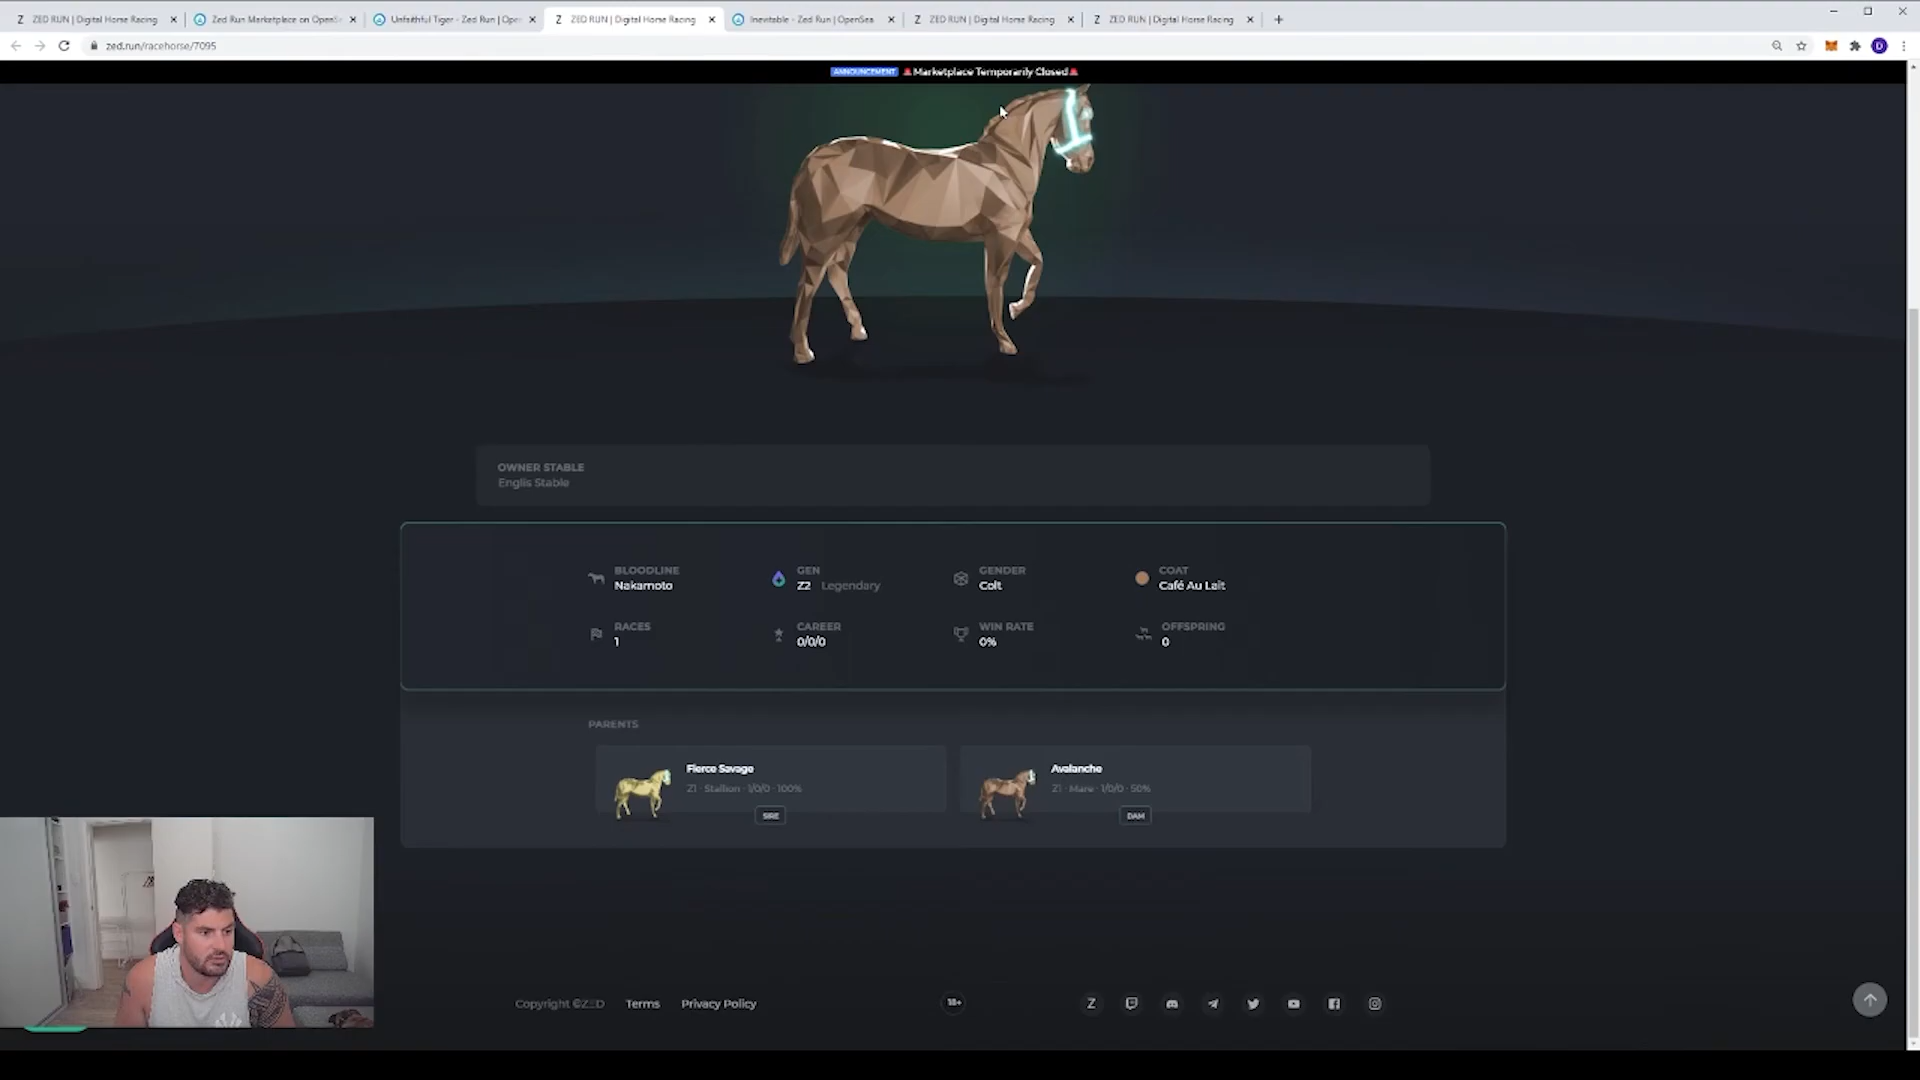 ZED RUN | Digital Horse Racing
Zed Run Marketplace on OpenS
Unfaithful Tiger - Zed Run | Open
ZED RUN | Digital Horse Racing
Inevitable - Zed Run | OpenSea
ZED RUN | Digital Horse Racing
ZED RUN | Digital Horse Racing
zed.run/racehorse/7095
D
ANNOUNCEMENT
Marketplace Temporarily Closed
OWNER STABLE
Englis Stable
BLOODLINE
Nakamoto
GEN
Z2 Legendary
GENDER
Colt
COAT
Café Au Lait
RACES
1
CAREER
0/0/0
WIN RATE
0%
OFFSPRING
0
PARENTS
Fierce Savage
Z1 · Stallion · 1/0/0 · 100%
SIRE
Avalanche
Z1 · Mare · 1/0/0 · 50%
DAM
Copyright ©ZED
Terms
Privacy Policy
18+